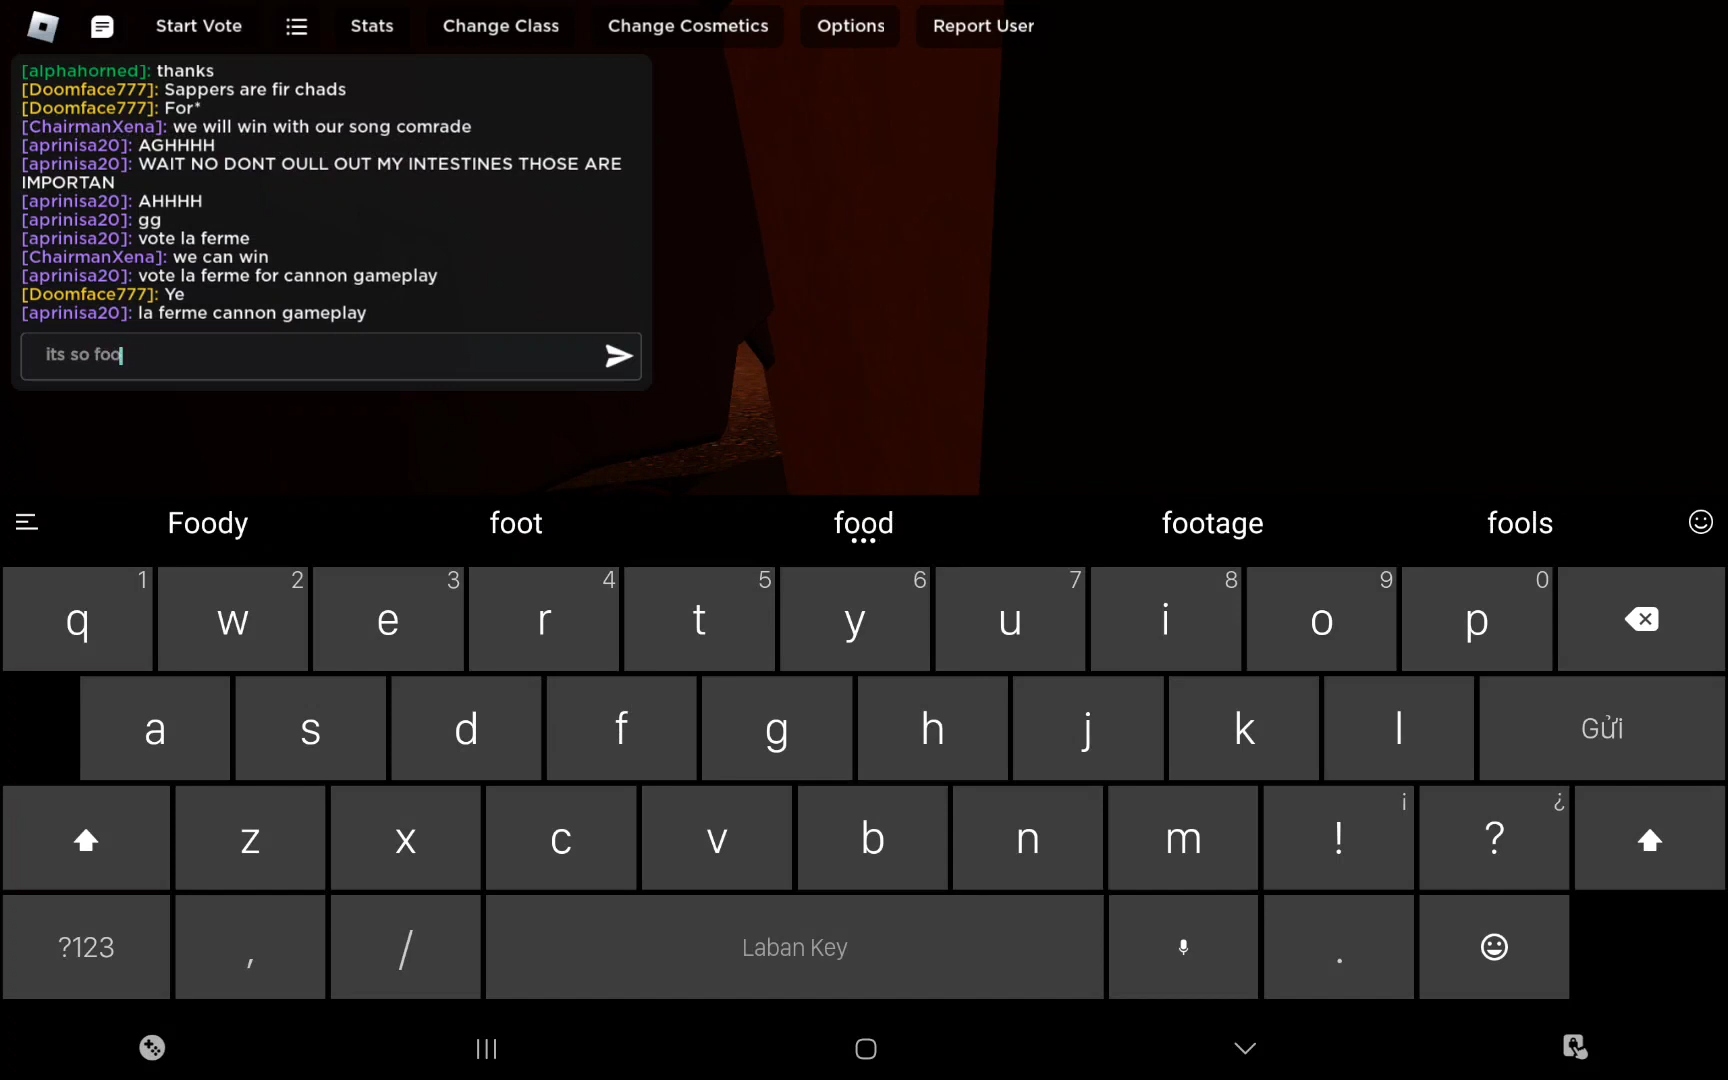 Start Vote Stats Change Class Change Cosmetics Options Report User
[alphahorned]: thanks
[Doomface777]: Sappers are fir chads
[Doomface777]: For*
[ChairmanXena]: we will win with our song comrade
[aprinisa20]: AGHHHH
[aprinisa20]: WAIT NO DONT OULL OUT MY INTESTINES THOSE ARE
IMPORTAN
[aprinisa20]: AHHHH
[aprinisa20]: gg
[aprinisa20]: vote la ferme
[ChairmanXena]: we can win
[aprinisa20]: vote la ferme for cannon gameplay
[Doomface777]: Ye
[aprinisa20]: la ferme cannon gameplay
its so foo
Foody foot food footage fools
1 2 3 4 5 6 7 8 9 0
q w e r t y u i o p
a s d f g h j k l Gửi
¡ ¿
z x c v b n m ! ?
?123 , / Laban Key .